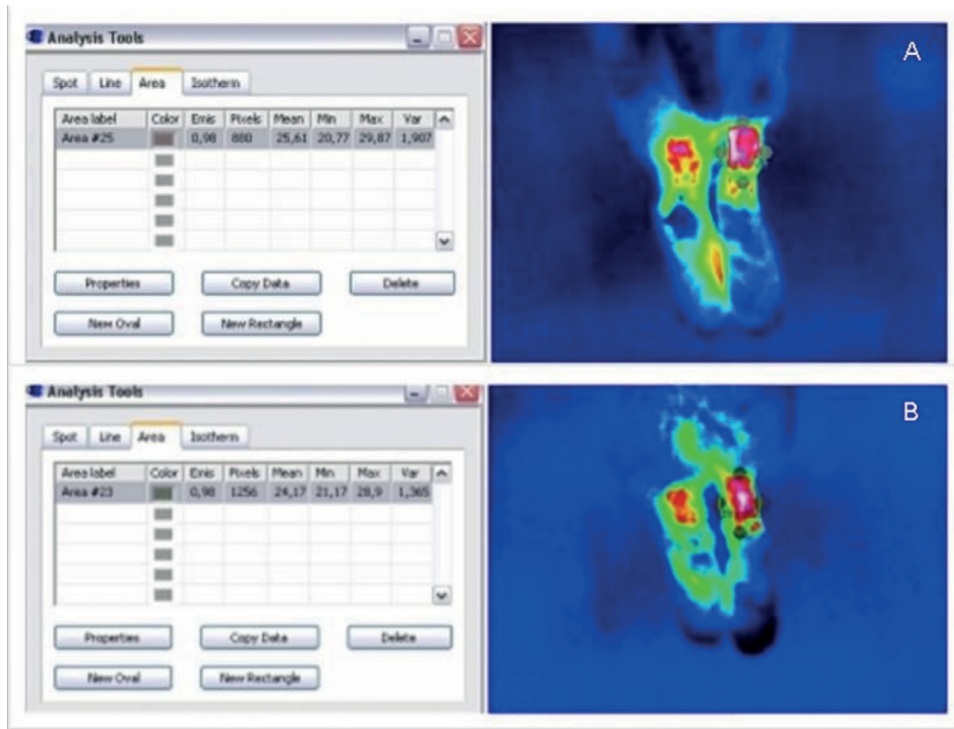 Analysis Tools
Spot Line Area Isotherm
Area label Color Emis Pixels Mean Min Max Var
Area #25 0,98 880 25,61 20,77 29,87 1,907
Properties Copy Data Delete
New Oval New Rectangle
A
Analysis Tools
Spot Line Area Isotherm
Area label Color Emis Pixels Mean Min Max Var
Area #23 0,98 1256 24,17 21,17 28,9 1,365
Properties Copy Data Delete
New Oval New Rectangle
B